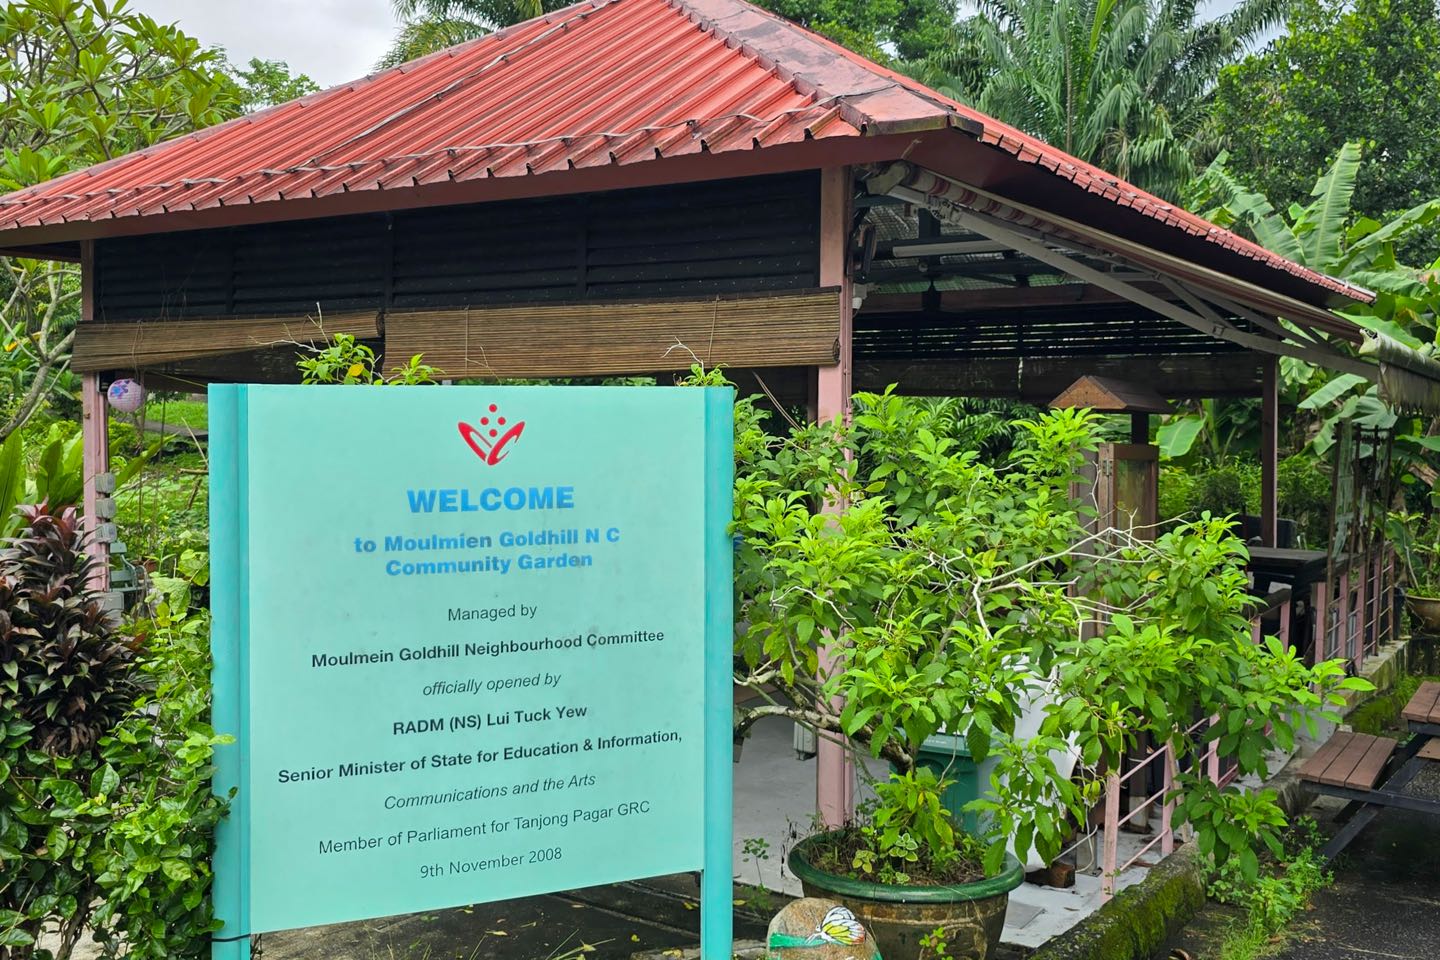 WELCOME
to Moulmien Goldhill N C
Community Garden
Managed by
Moulmein Goldhill Neighbourhood Committee
officially opened by
RADM (NS) Lui Tuck Yew
Senior Minister of State for Education & Information,
Communications and the Arts
Member of Parliament for Tanjong Pagar GRC
9th November 2008